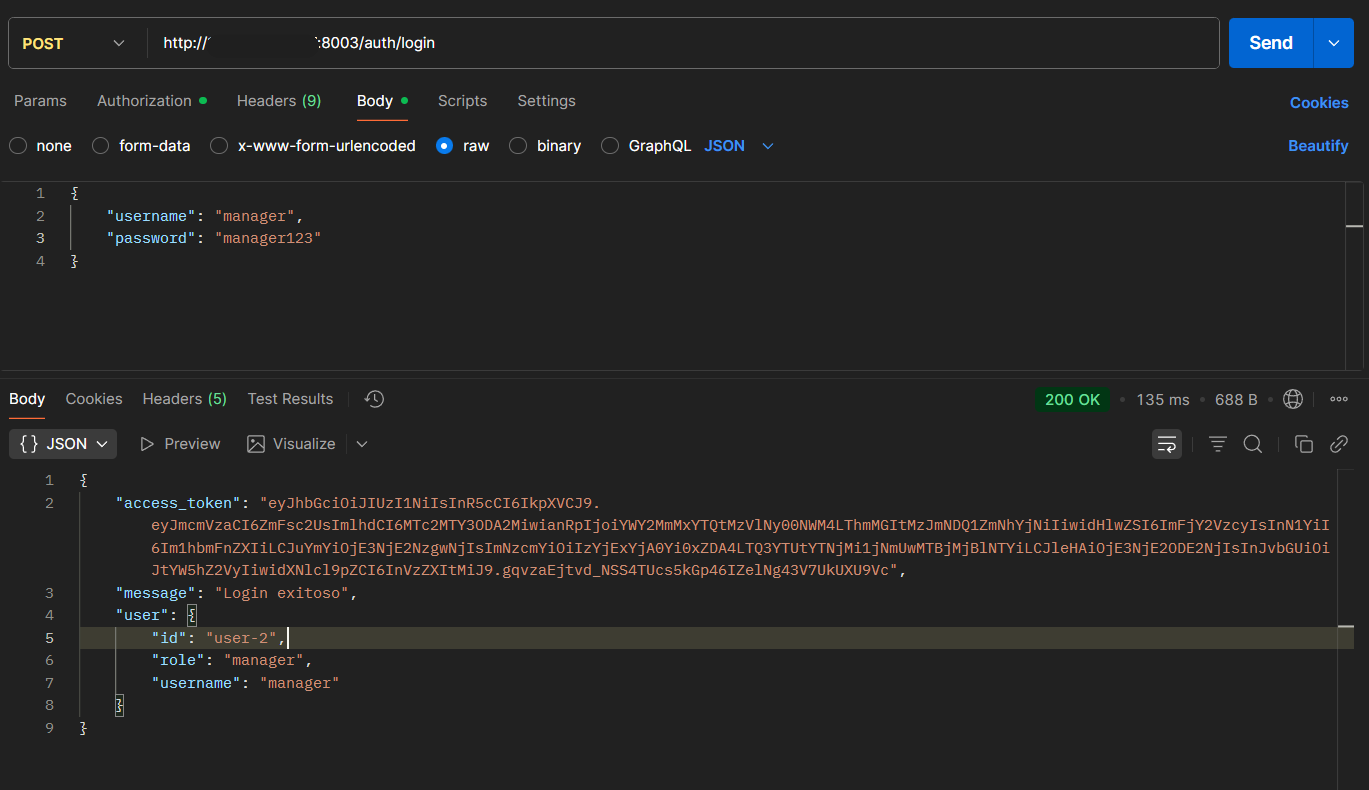 POST http:// :8003/auth/login Send
Params Authorization Headers (9) Body Scripts Settings Cookies
none form-data x-www-form-urlencoded raw binary GraphQL JSON Beautify
1 {
2 "username": "manager",
3 "password": "manager123"
4 }
Body Cookies Headers (5) Test Results 200 OK • 135 ms • 688 B •
{} JSON Preview Visualize
1 {
2 "access_token": "eyJhbGciOiJIUzI1NiIsInR5cCI6IkpXVCJ9.
eyJmcmVzaCI6ZmFsc2UsImlhdCI6MTc2MTY3ODA2MiwianRpIjoiYWY2MmMxYTQtMzVlNy00NWM4LThmMGItMzJmNDQ1ZmNhYjNiIiwidHlwZSI6ImFjY2VzcyIsInN1YiI
6Im1hbmFnZXIiLCJuYmYiOjE3NjE2NzgwNjIsImNzcmYiOiIzYjExYjA0Yi0xZDA4LTQ3YTUtYTNjMi1jNmUwMTBjMjBlNTYiLCJleHAiOjE3NjE2ODE2NjIsInJvbGUiOi
JtYW5hZ2VyIiwidXNlcl9pZCI6InVzZXItMiJ9.gqvzaEjtvd_NSS4TUcs5kGp46IZelNg43V7UkUXU9Vc",
3 "message": "Login exitoso",
4 "user": {
5 "id": "user-2",
6 "role": "manager",
7 "username": "manager"
8 }
9 }